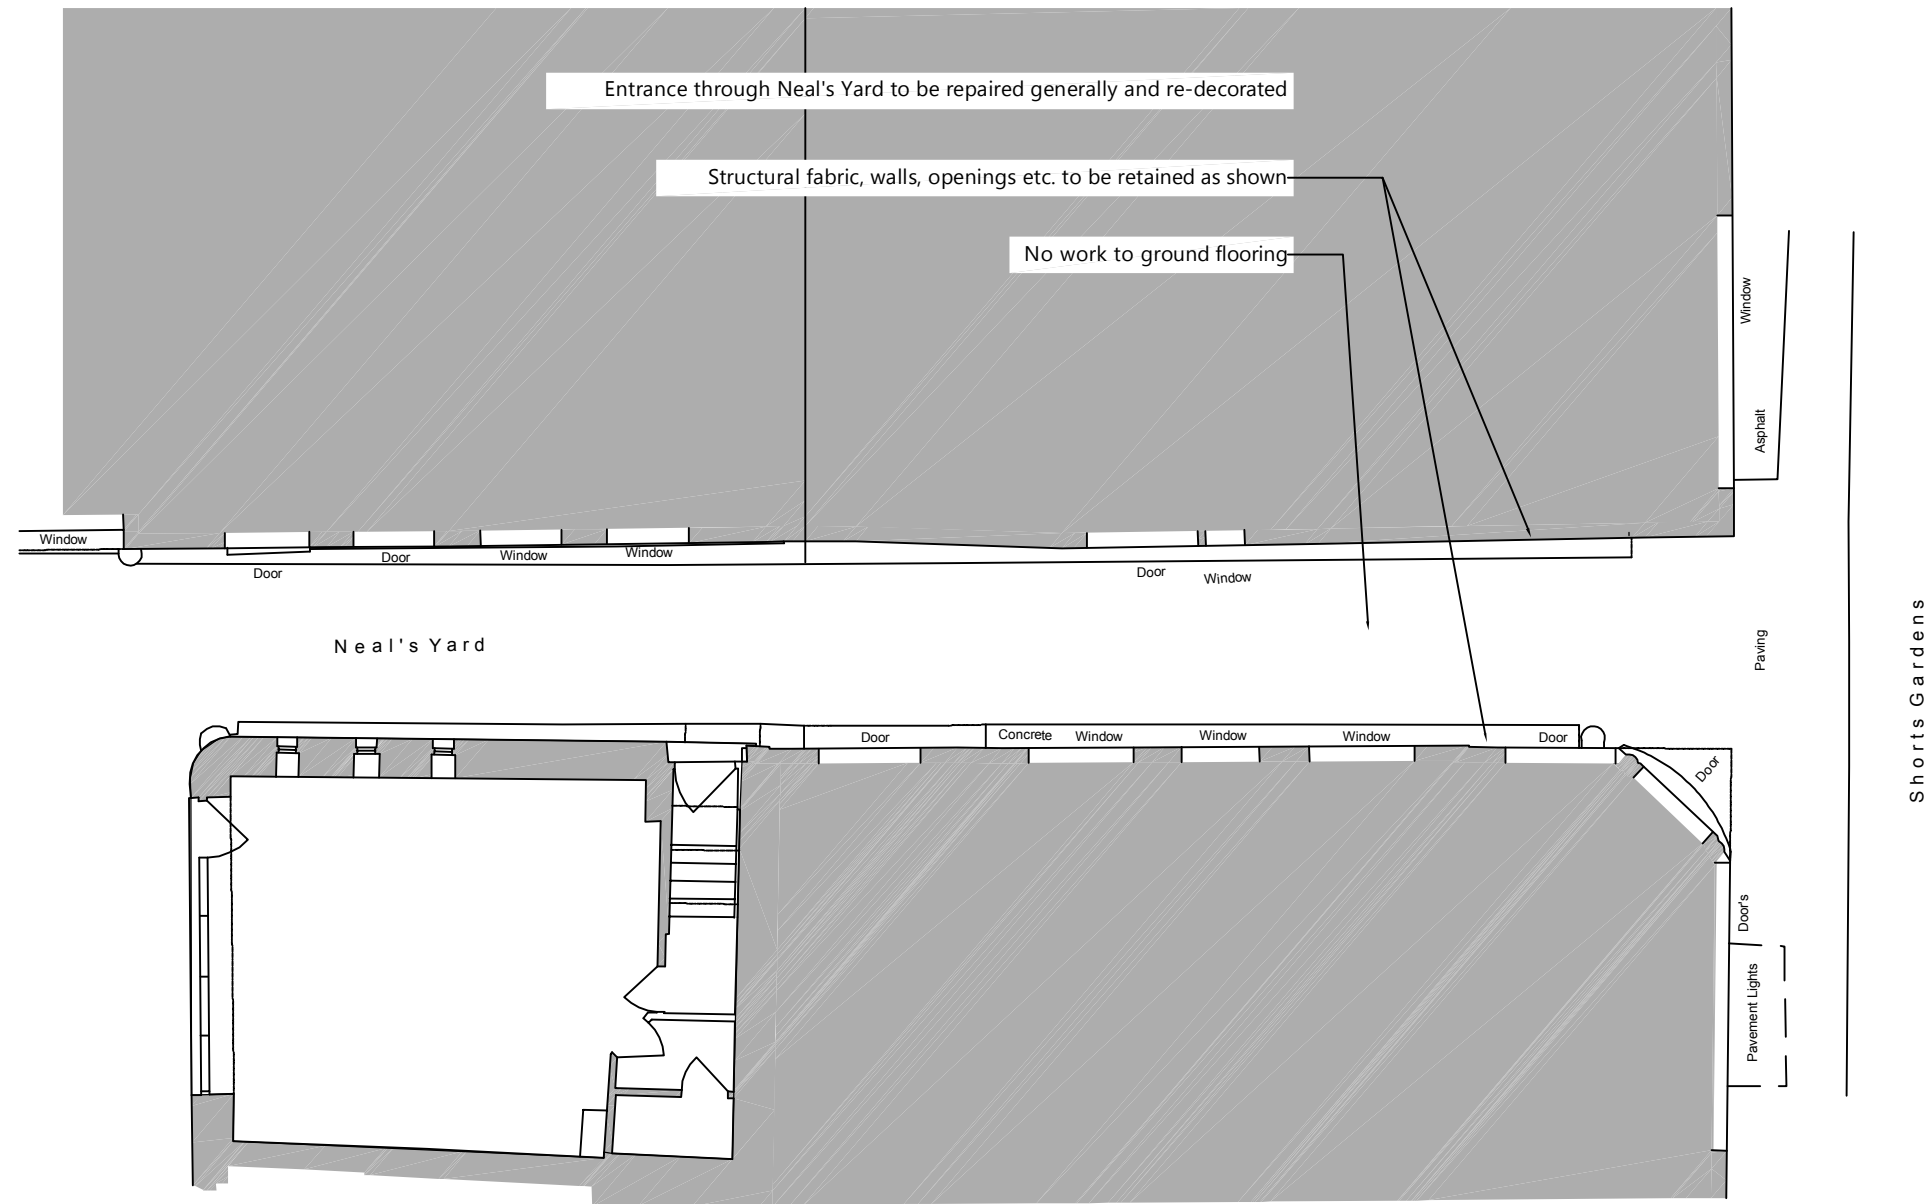 Entrance through Neal's Yard to be repaired generally and re-decorated
Structural fabric, walls, openings etc. to be retained as shown
No work to ground flooring
Window
Asphalt
Window
Door
Door
Window
Window
Door
Window
Neal's Yard
Paving
Shorts Gardens
Door
Concrete
Window
Window
Window
Door
Door
Door's
Pavement Lights